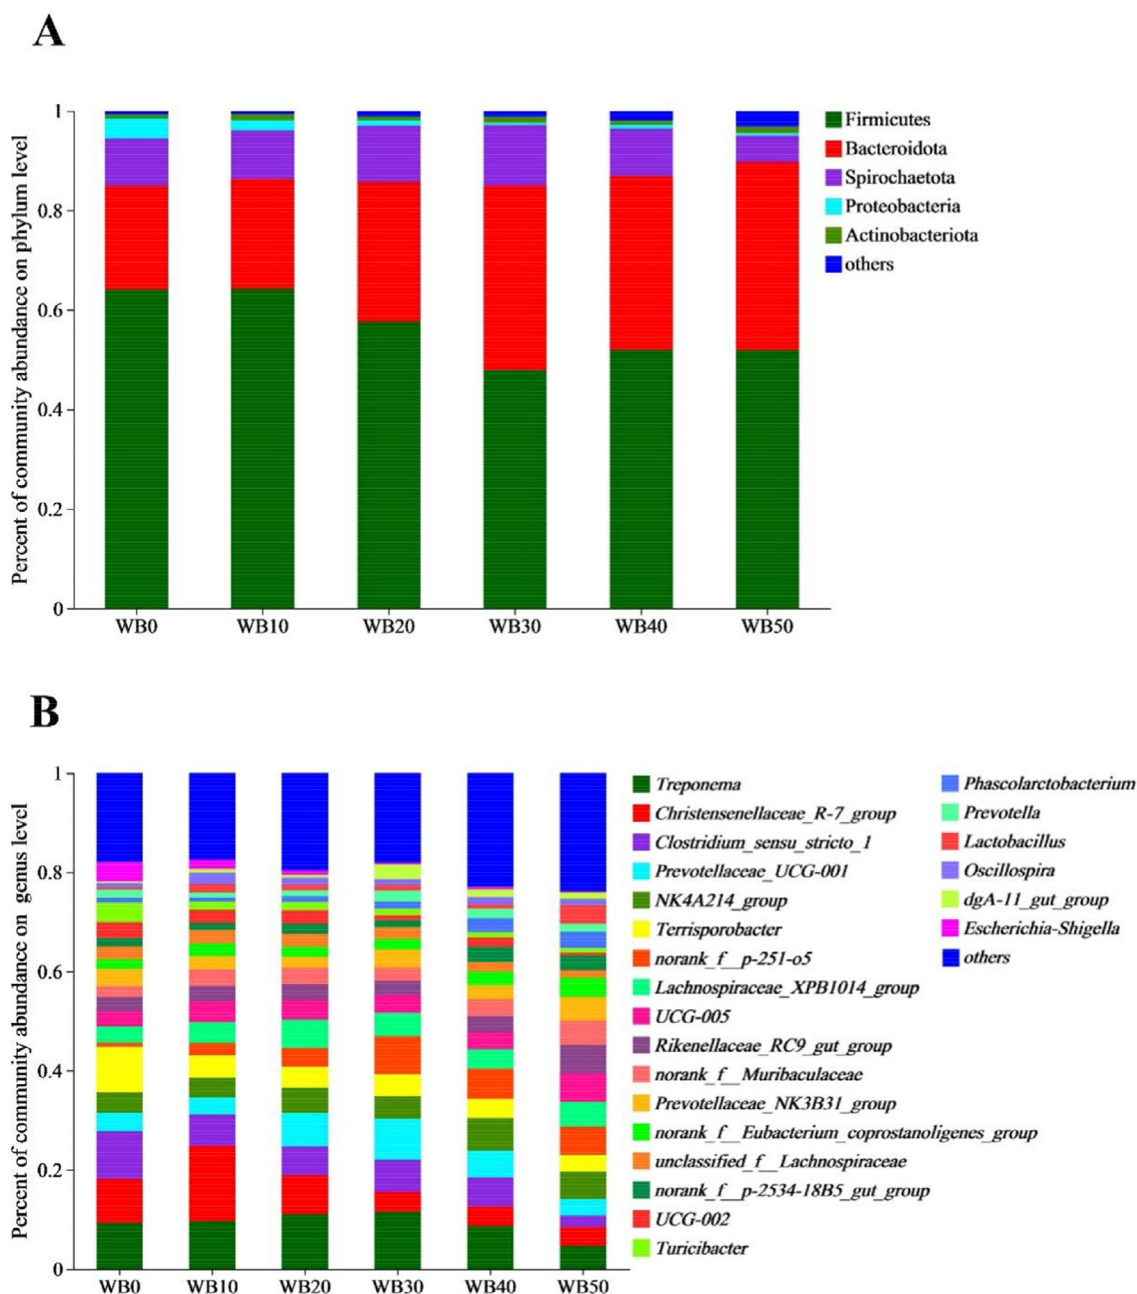 A
Percent of community abundance on phylum level
1
0.8
0.6
0.4
0.2
0
WB0 WB10 WB20 WB30 WB40 WB50
Firmicutes
Bacteroidota
Spirochaetota
Proteobacteria
Actinobacteriota
others
B
Percent of community abundance on genus level
1
0.8
0.6
0.4
0.2
0
WB0 WB10 WB20 WB30 WB40 WB50
Treponema
Christensenellaceae_R-7_group
Clostridium_sensu_stricto_1
Prevotellaceae_UCG-001
NK4A214_group
Terrisporobacter
norank_f__p-251-o5
Lachnospiraceae_XPB1014_group
UCG-005
Rikenellaceae_RC9_gut_group
norank_f__Muribaculaceae
Prevotellaceae_NK3B31_group
norank_f__Eubacterium_coprostanoligenes_group
unclassified_f__Lachnospiraceae
norank_f__p-2534-18B5_gut_group
UCG-002
Turicibacter
Phascolarctobacterium
Prevotella
Lactobacillus
Oscillospira
dgA-11_gut_group
Escherichia-Shigella
others